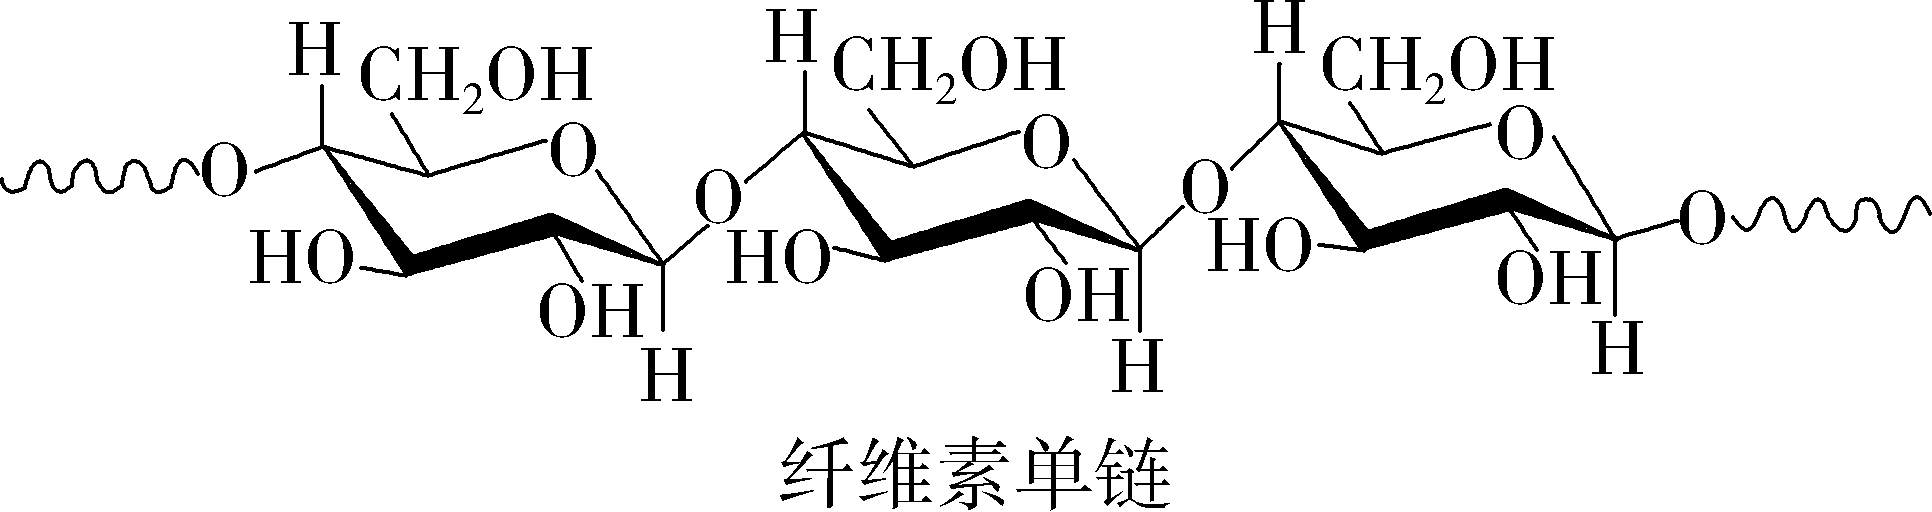 H CH₂OH H CH₂OH H CH₂OH
O O O O O O O
HO OH H HO OH H HO OH H
纤维素单链